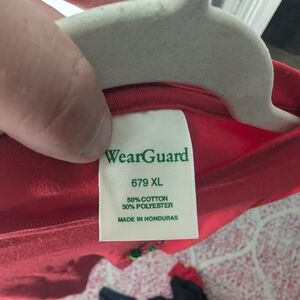 WearGuard
679 XL
50% COTTON
50% POLYESTER
MADE IN HONDURAS